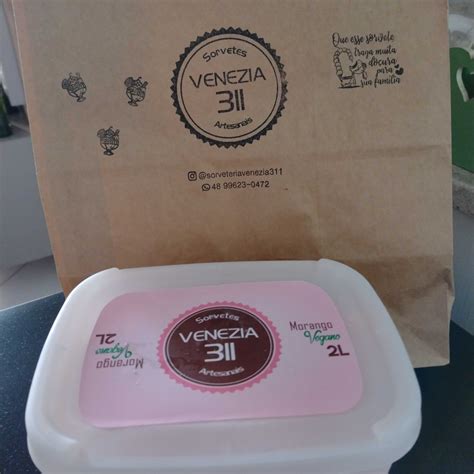 Sorvetes
VENEZIA
311
Artesanais
Que esse sorvete
traga muita
doçura
para
sua família
@sorveteriavenezia311
48 99623-0472
Sorvetes
VENEZIA
311
Artesanais
Morango
Vegano
2L
Morango
Vegano
2L